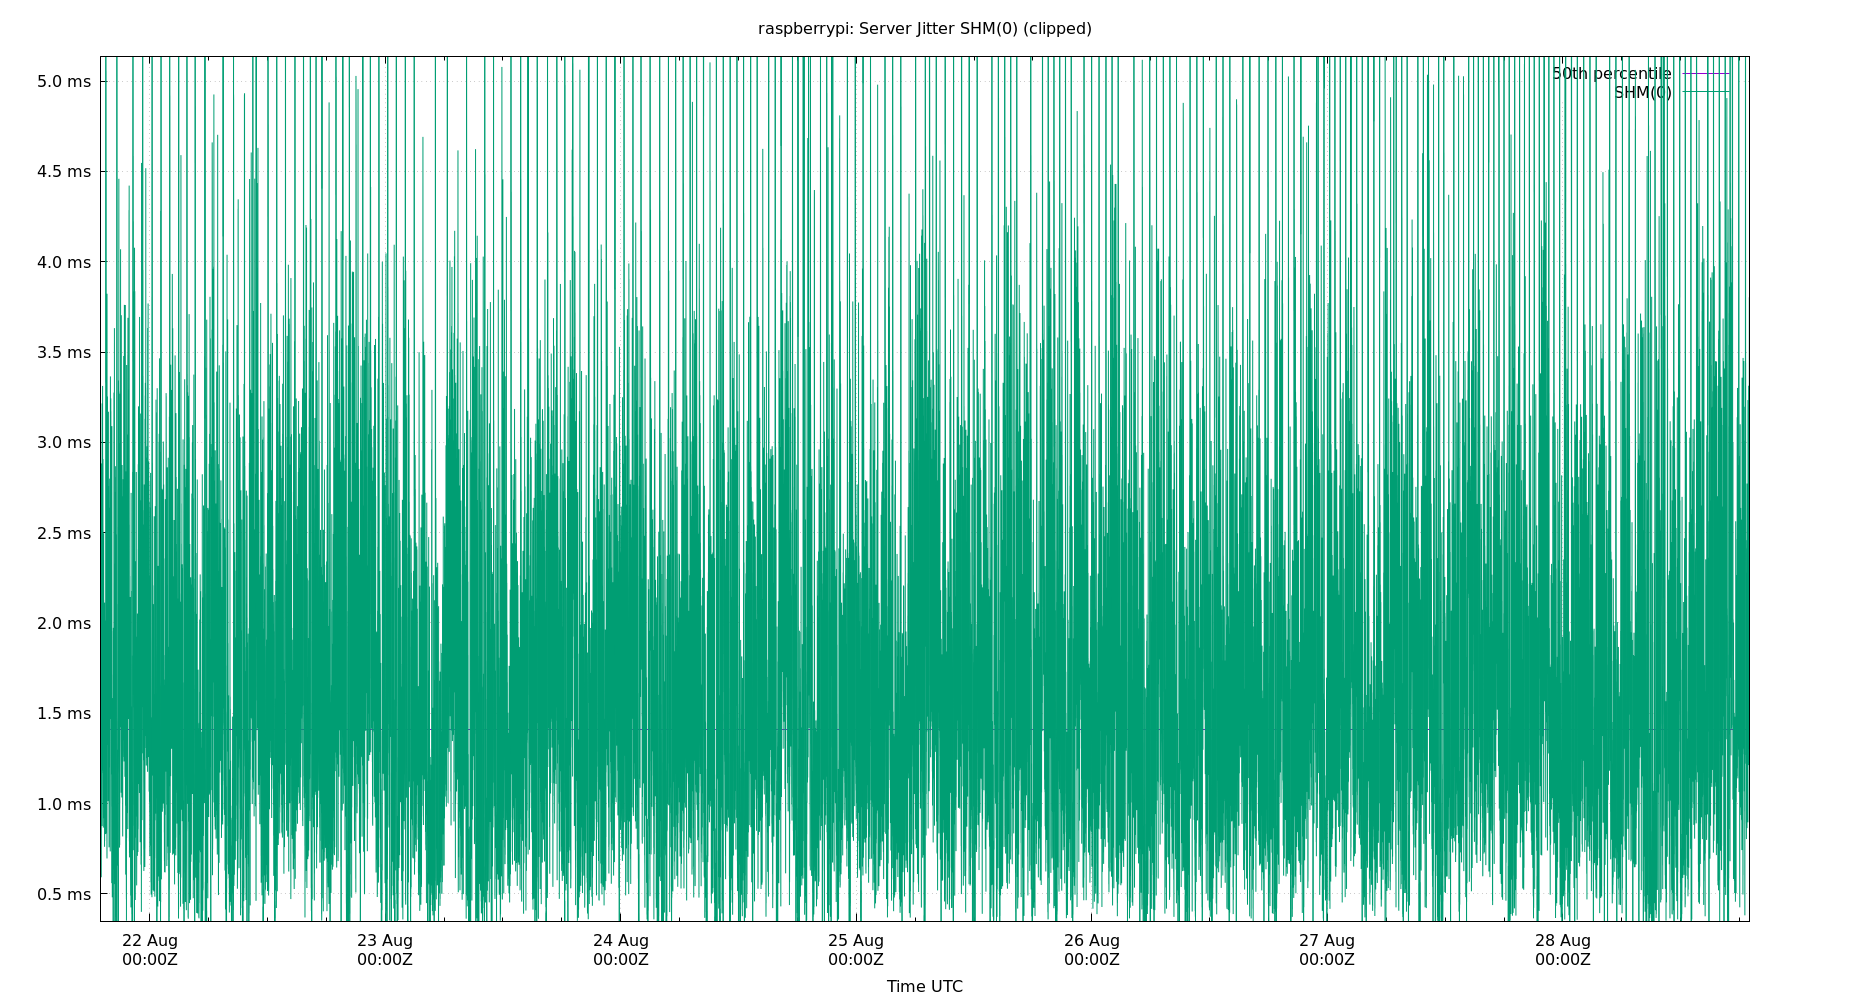 raspberrypi: Server Jitter SHM(0) (clipped)
50th percentile
SHM(0)
5.0 ms
4.5 ms
4.0 ms
3.5 ms
3.0 ms
2.5 ms
2.0 ms
1.5 ms
1.0 ms
0.5 ms
22 Aug 23 Aug 24 Aug 25 Aug 26 Aug 27 Aug 28 Aug
00:00Z 00:00Z 00:00Z 00:00Z 00:00Z 00:00Z 00:00Z
Time UTC